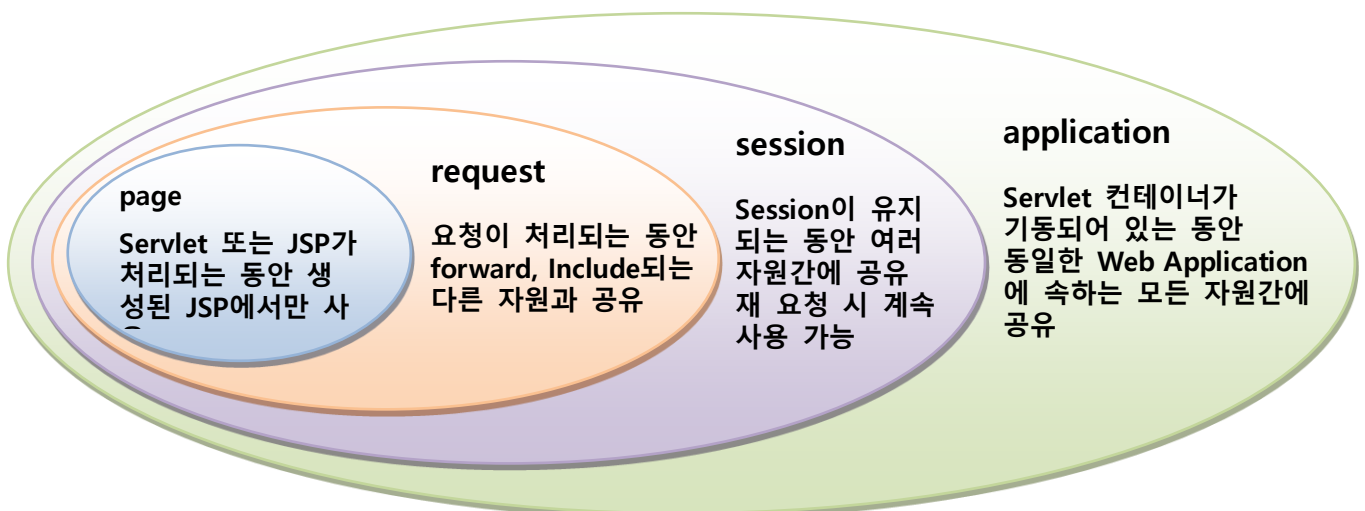 page
Servlet 또는 JSP가
처리되는 동안 생
성된 JSP에서만 사
request
요청이 처리되는 동안
forward, Include되는
다른 자원과 공유
session
Session이 유지
되는 동안 여러
자원간에 공유
재 요청 시 계속
사용 가능
application
Servlet 컨테이너가
기동되어 있는 동안
동일한 Web Application
에 속하는 모든 자원간에
공유